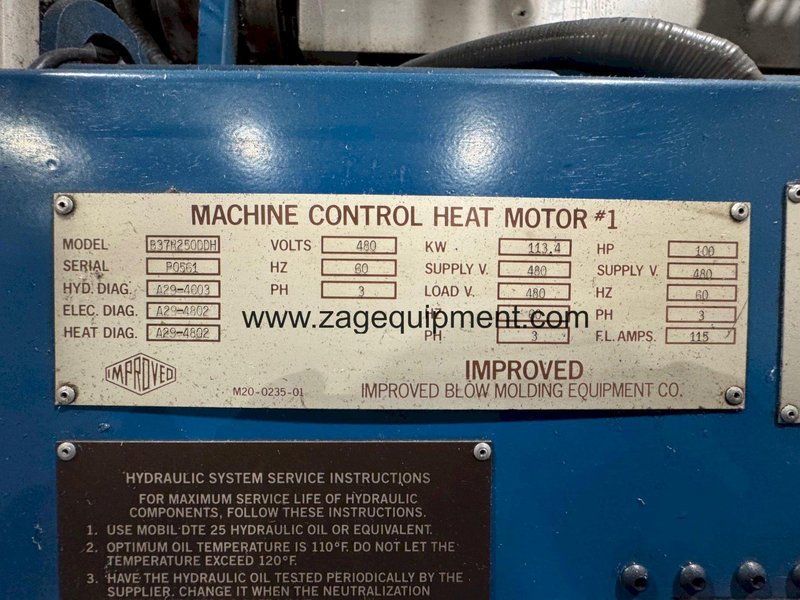 MACHINE CONTROL HEAT MOTOR #1
MODEL B37R250DDH VOLTS 480 KW 113.4 HP 100
SERIAL P0561 HZ 60 SUPPLY V. 480 SUPPLY V. 480
HYD. DIAG. A29-4803 PH 3 LOAD V. 480 HZ 60
ELEC. DIAG. A29-4802 HZ 60 PH 3
HEAT DIAG. A29-4802 PH 3 F.L. AMPS. 115
www.zagequipment.com
IMPROVED
M20-0235-01
IMPROVED
IMPROVED BLOW MOLDING EQUIPMENT CO.
HYDRAULIC SYSTEM SERVICE INSTRUCTIONS
FOR MAXIMUM SERVICE LIFE OF HYDRAULIC
COMPONENTS, FOLLOW THESE INSTRUCTIONS.
1. USE MOBIL DTE 25 HYDRAULIC OIL OR EQUIVALENT.
2. OPTIMUM OIL TEMPERATURE IS 110°F. DO NOT LET THE
TEMPERATURE EXCEED 120°F.
3. HAVE THE HYDRAULIC OIL TESTED PERIODICALLY BY THE
SUPPLIER. CHANGE IT WHEN THE NEUTRALIZATION